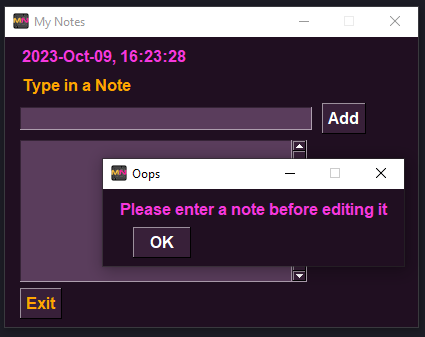 My Notes
2023-Oct-09, 16:23:28
Type in a Note
Add
Oops
Please enter a note before editing it
OK
Exit